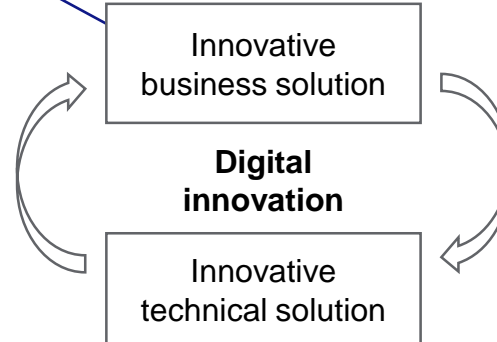 Innovative
business solution
Digital
innovation
Innovative
technical solution